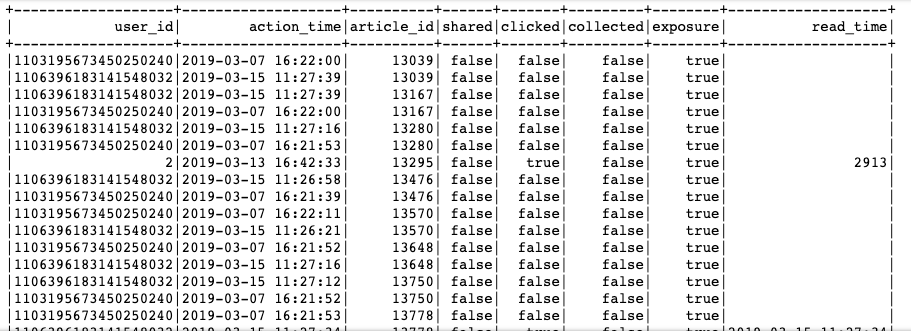 +------------------+-------------------+----------+------+-------+---------+--------+-------------------+
|           user_id|        action_time|article_id|shared|clicked|collected|exposure|          read_time|
+------------------+-------------------+----------+------+-------+---------+--------+-------------------+
|1103195673450250240|2019-03-07 16:22:00|     13039| false|  false|    false|    true|                   |
|1106396183141548032|2019-03-15 11:27:39|     13039| false|  false|    false|    true|                   |
|1106396183141548032|2019-03-15 11:27:39|     13167| false|  false|    false|    true|                   |
|1103195673450250240|2019-03-07 16:22:00|     13167| false|  false|    false|    true|                   |
|1106396183141548032|2019-03-15 11:27:16|     13280| false|  false|    false|    true|                   |
|1103195673450250240|2019-03-07 16:21:53|     13280| false|  false|    false|    true|                   |
|                  2|2019-03-13 16:42:33|     13295| false|   true|    false|    true|               2913|
|1106396183141548032|2019-03-15 11:26:58|     13476| false|  false|    false|    true|                   |
|1103195673450250240|2019-03-07 16:21:39|     13476| false|  false|    false|    true|                   |
|1103195673450250240|2019-03-07 16:22:11|     13570| false|  false|    false|    true|                   |
|1106396183141548032|2019-03-15 11:26:21|     13570| false|  false|    false|    true|                   |
|1103195673450250240|2019-03-07 16:21:52|     13648| false|  false|    false|    true|                   |
|1106396183141548032|2019-03-15 11:27:16|     13648| false|  false|    false|    true|                   |
|1106396183141548032|2019-03-15 11:27:12|     13750| false|  false|    false|    true|                   |
|1103195673450250240|2019-03-07 16:21:52|     13750| false|  false|    false|    true|                   |
|1103195673450250240|2019-03-07 16:21:53|     13778| false|  false|    false|    true|                   |